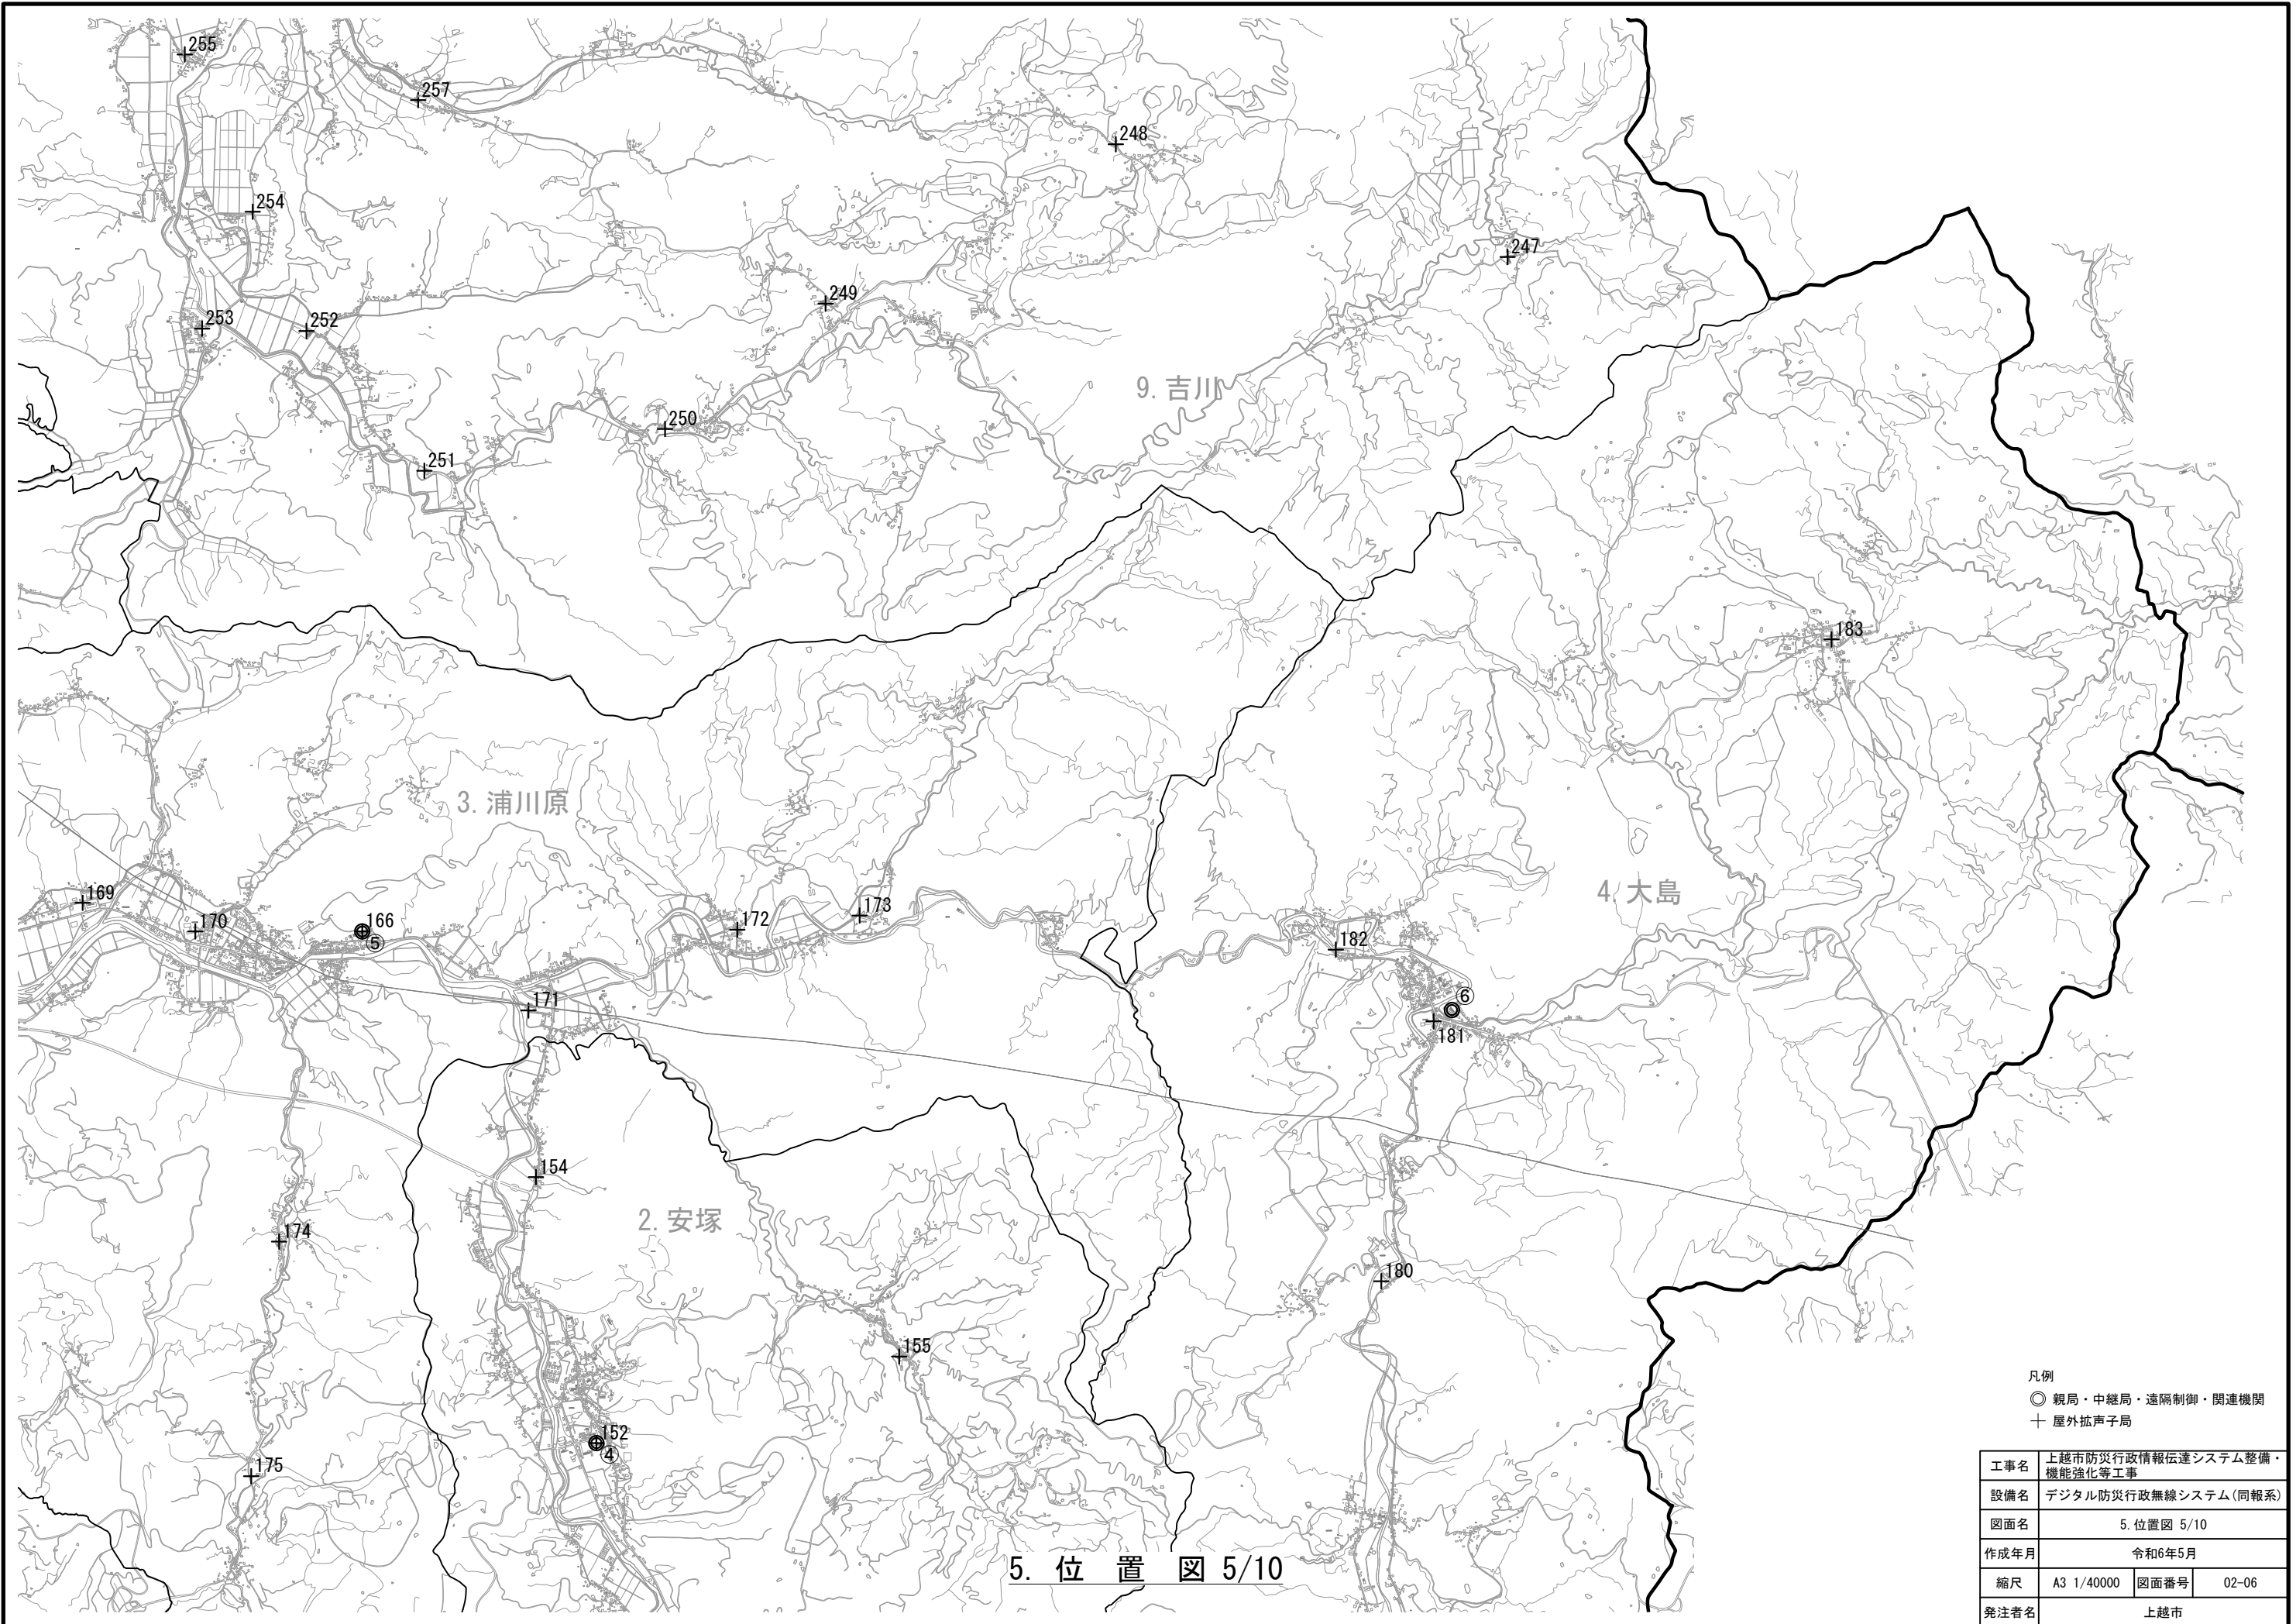 255
257
248
254
247
249
253
252
9. 吉川
250
251
183
3. 浦川原
4. 大島
169
166
170
⑤
172
173
182
⑥
171
181
154
2. 安塚
174
180
155
152
④
175
凡例
◎ 親局・中継局・遠隔制御・関連機関
＋ 屋外拡声子局
5. 位 置 図 5/10
工事名 上越市防災行政情報伝達システム整備・
機能強化等工事
設備名 デジタル防災行政無線システム(同報系)
図面名 5. 位置図 5/10
作成年月 令和6年5月
縮尺 A3 1/40000 図面番号 02-06
発注者名 上越市